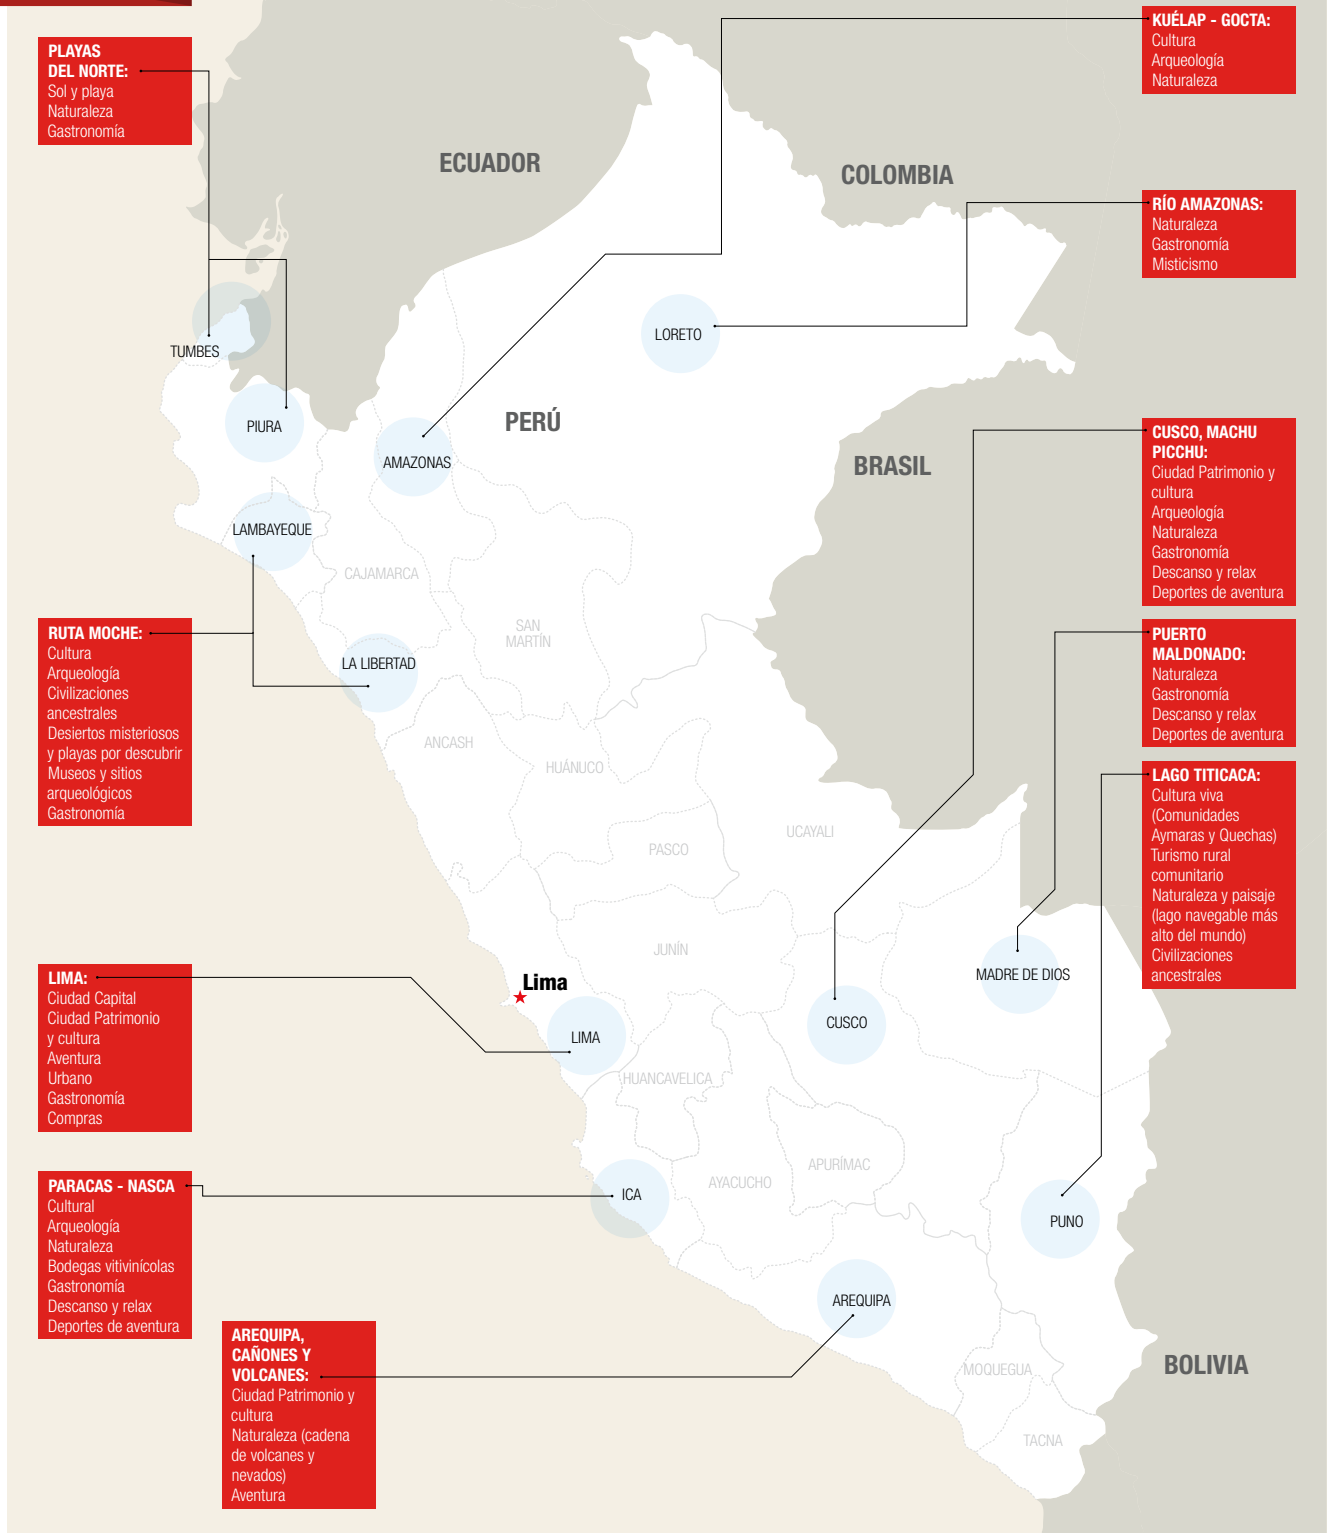 PLAYAS
DEL NORTE:
Sol y playa
Naturaleza
Gastronomía
KUÉLAP - GOCTA:
Cultura
Arqueología
Naturaleza
ECUADOR
COLOMBIA
RÍO AMAZONAS:
Naturaleza
Gastronomía
Misticismo
LORETO
TUMBES
PERÚ
PIURA
AMAZONAS
BRASIL
CUSCO, MACHU
PICCHU:
Ciudad Patrimonio y
cultura
Arqueología
Naturaleza
Gastronomía
Descanso y relax
Deportes de aventura
LAMBAYEQUE
CAJAMARCA
SAN
MARTÍN
RUTA MOCHE:
Cultura
Arqueología
Civilizaciones
ancestrales
Desiertos misteriosos
y playas por descubrir
Museos y sitios
arqueológicos
Gastronomía
LA LIBERTAD
PUERTO
MALDONADO:
Naturaleza
Gastronomía
Descanso y relax
Deportes de aventura
ANCASH
HUÁNUCO
LAGO TITICACA:
Cultura viva
(Comunidades
Aymaras y Quechas)
Turismo rural
comunitario
Naturaleza y paisaje
(lago navegable más
alto del mundo)
Civilizaciones
ancestrales
UCAYALI
PASCO
JUNÍN
MADRE DE DIOS
LIMA:
Ciudad Capital
Ciudad Patrimonio
y cultura
Aventura
Urbano
Gastronomía
Compras
Lima
LIMA
CUSCO
HUANCAVELICA
APURÍMAC
AYACUCHO
PARACAS - NASCA
Cultural
Arqueología
Naturaleza
Bodegas vitivinícolas
Gastronomía
Descanso y relax
Deportes de aventura
ICA
PUNO
AREQUIPA
AREQUIPA,
CAÑONES Y
VOLCANES:
Ciudad Patrimonio y
cultura
Naturaleza (cadena
de volcanes y
nevados)
Aventura
MOQUEGUA
BOLIVIA
TACNA